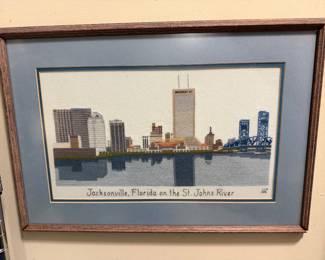 Jacksonville, Florida on the St. Johns River